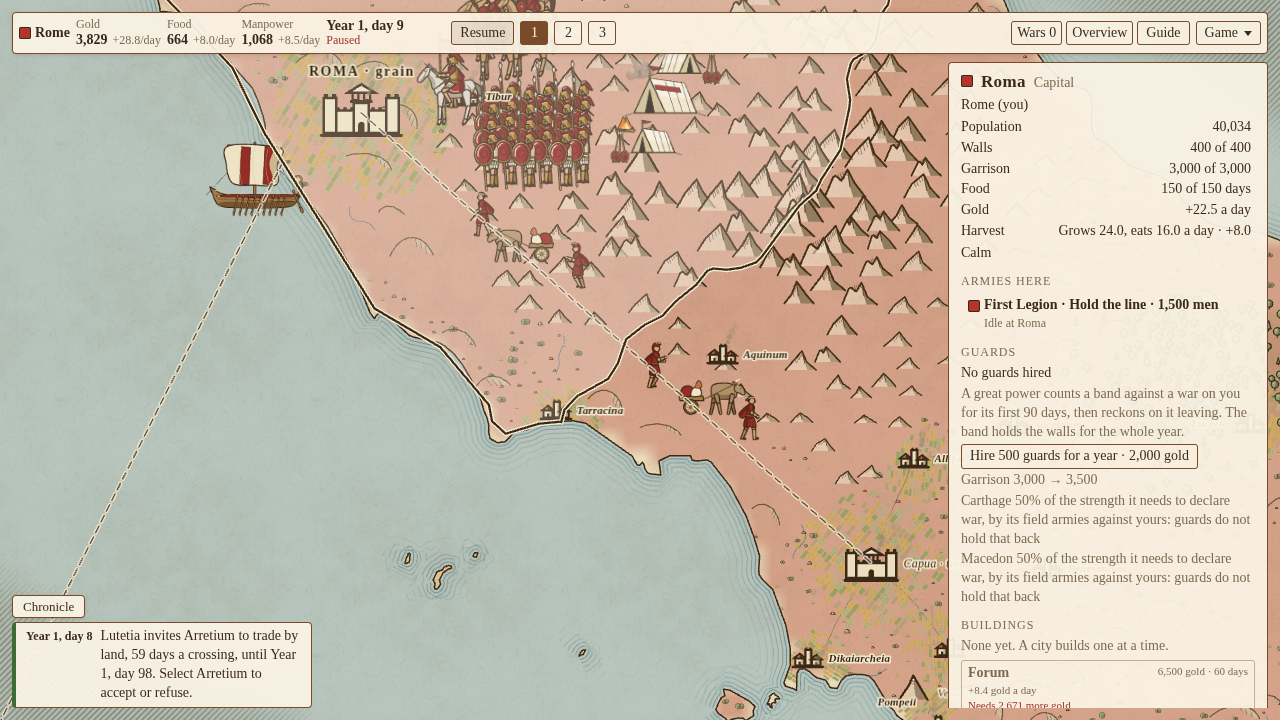 Rome
Gold
3,829 +28.8/day
Food
664 +8.0/day
Manpower
1,068 +8.5/day
Year 1, day 9
Paused
Resume
1
2
3
Wars 0
Overview
Guide
Game
ROMA · grain
Tibur
Aquinum
Tarracina
Capua ·
Dikaiarcheia
Pompeii
Chronicle
Year 1, day 8 Lutetia invites Arretium to trade by
land, 59 days a crossing, until Year
1, day 98. Select Arretium to
accept or refuse.
Roma Capital
Rome (you)
Population 40,034
Walls 400 of 400
Garrison 3,000 of 3,000
Food 150 of 150 days
Gold +22.5 a day
Harvest Grows 24.0, eats 16.0 a day · +8.0
Calm
ARMIES HERE
First Legion · Hold the line · 1,500 men
Idle at Roma
GUARDS
No guards hired
A great power counts a band against a war on you
for its first 90 days, then reckons on it leaving. The
band holds the walls for the whole year.
Hire 500 guards for a year · 2,000 gold
Garrison 3,000 → 3,500
Carthage 50% of the strength it needs to declare
war, by its field armies against yours: guards do not
hold that back
Macedon 50% of the strength it needs to declare
war, by its field armies against yours: guards do not
hold that back
BUILDINGS
None yet. A city builds one at a time.
Forum 6,500 gold · 60 days
+8.4 gold a day
Needs 2,671 more gold